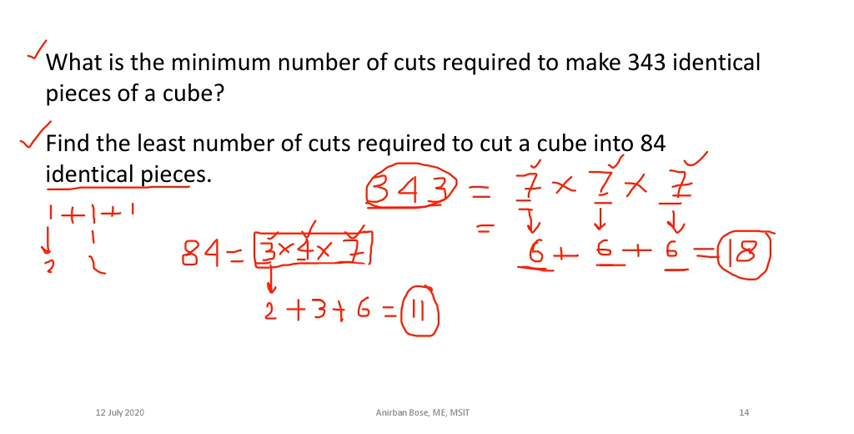 What is the minimum number of cuts required to make 343 identical
pieces of a cube?
Find the least number of cuts required to cut a cube into 84
identical pieces.
343 = 7 × 7 × 7
1 + 1 + 1
= 6 + 6 + 6 = 18
2 2
84 = 3 × 4 × 7
2 + 3 + 6 = 11
12 July 2020 Anirban Bose, ME, MSIT 14